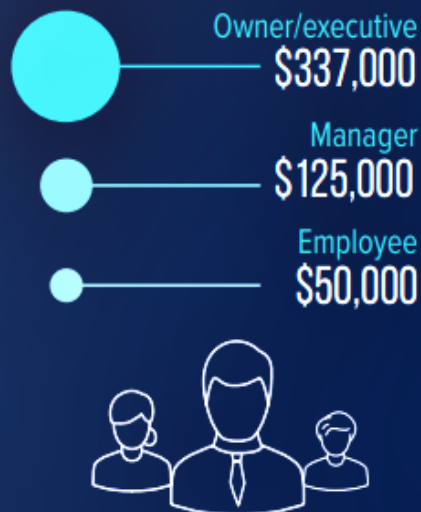 Owner/executive
$337,000
Manager
$125,000
Employee
$50,000